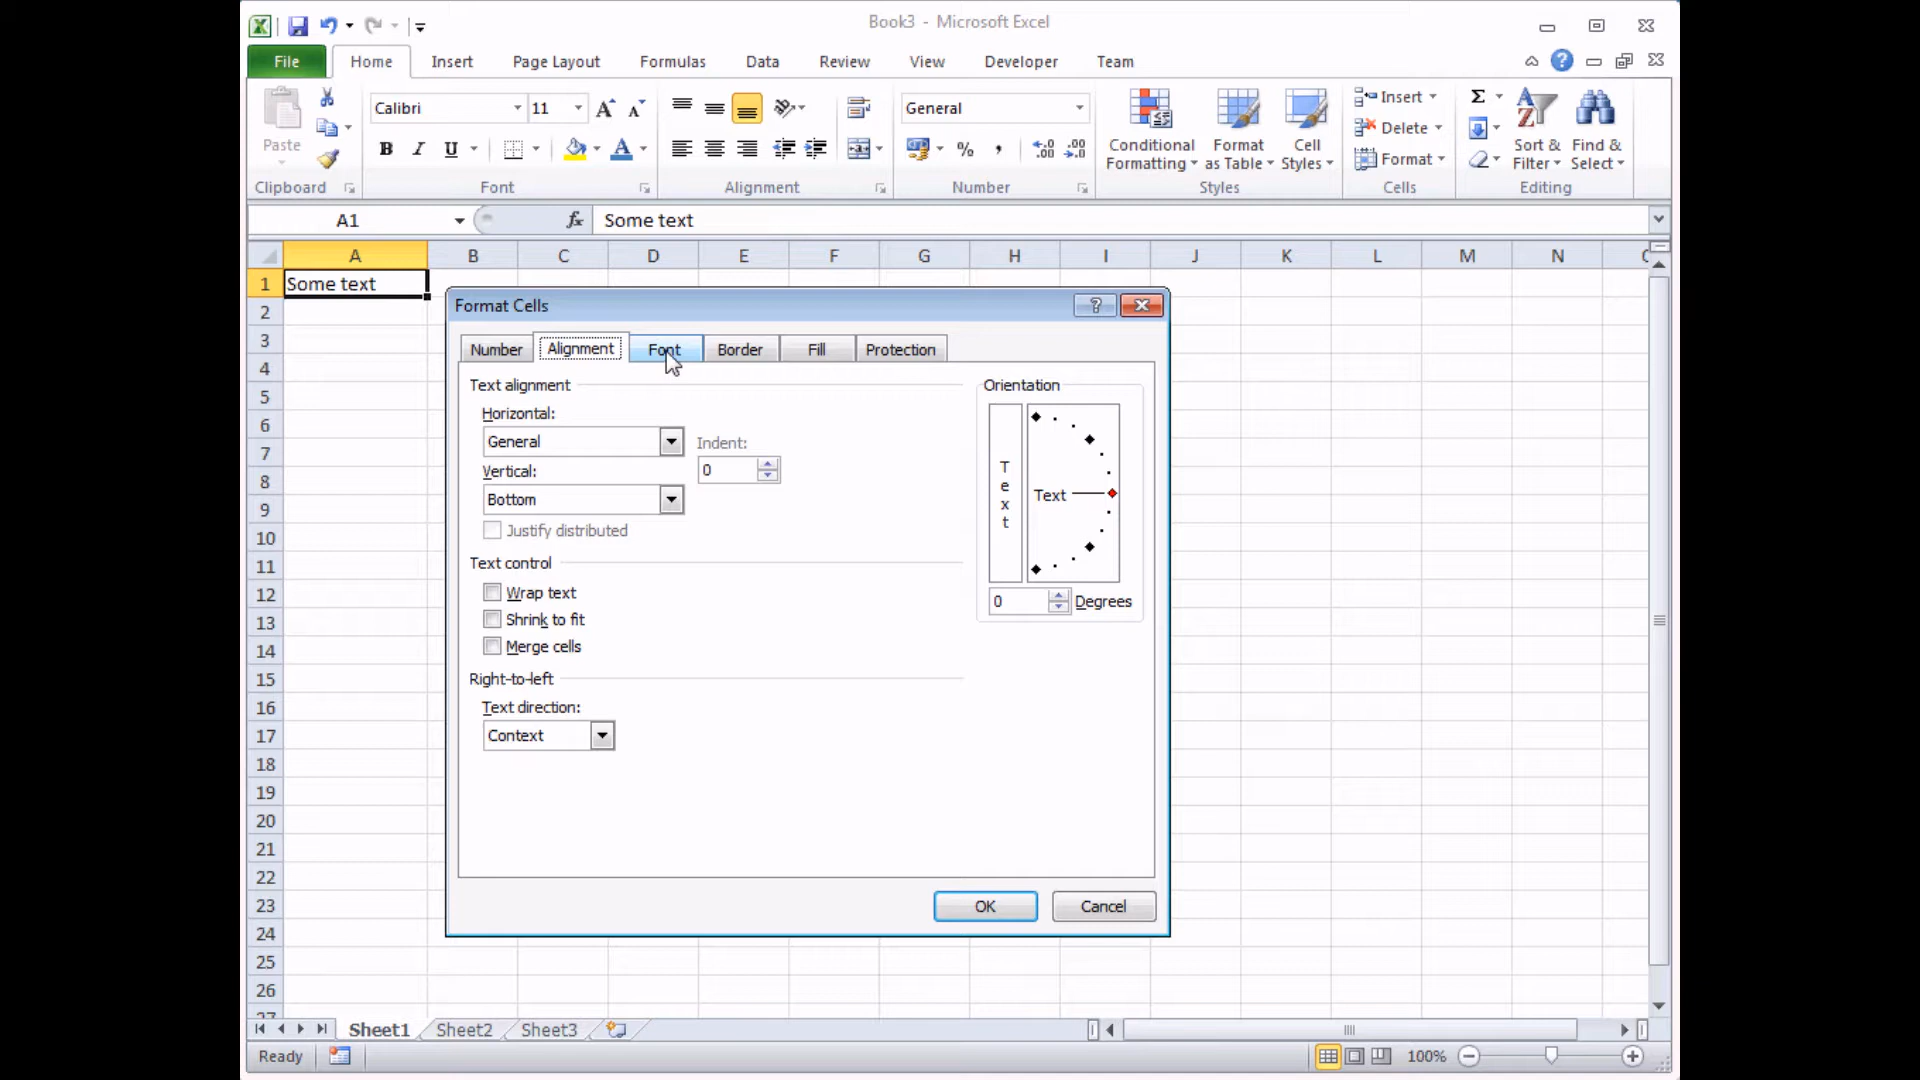 Book3 - Microsoft Excel
File Home Insert Page Layout Formulas Data Review View Developer Team
Calibri 11 General
Paste B I U % , Conditional Formatting Format as Table Cell Styles Insert Delete Format Sort & Filter Find & Select
Clipboard Font Alignment Number Styles Cells Editing
A1 fx Some text
A B C D E F G H I J K L M N
1 Some text
2
3
4
5
6
7
8
9
10
11
12
13
14
15
16
17
18
19
20
21
22
23
24
25
26
27
Format Cells
Number Alignment Font Border Fill Protection
Text alignment
Horizontal:
General
Indent:
0
Vertical:
Bottom
Justify distributed
Text control
Wrap text
Shrink to fit
Merge cells
Right-to-left
Text direction:
Context
Orientation
Text
Text
0 Degrees
OK Cancel
Sheet1 Sheet2 Sheet3
Ready 100%